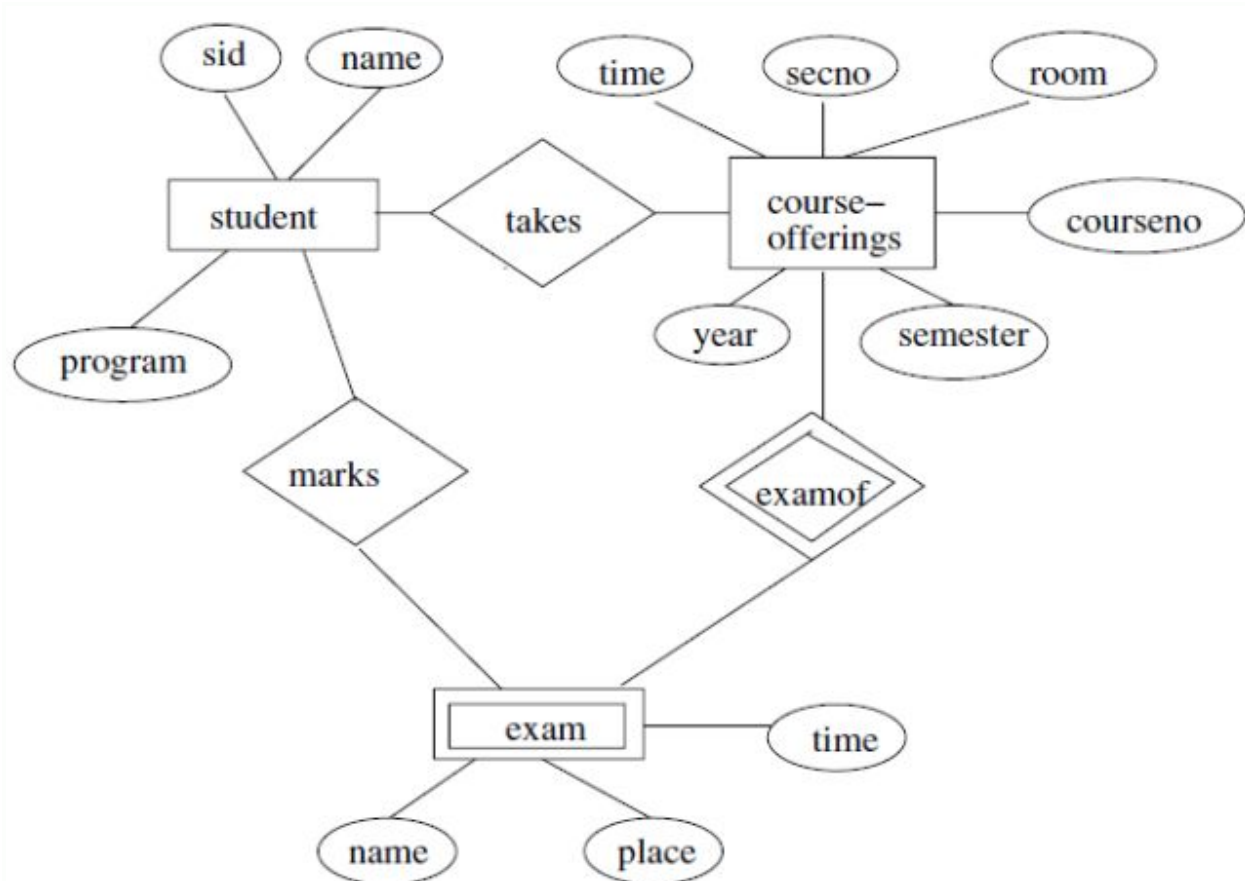 sid
name
time
secno
room
student
takes
course–
offerings
courseno
program
year
semester
marks
examof
exam
time
name
place